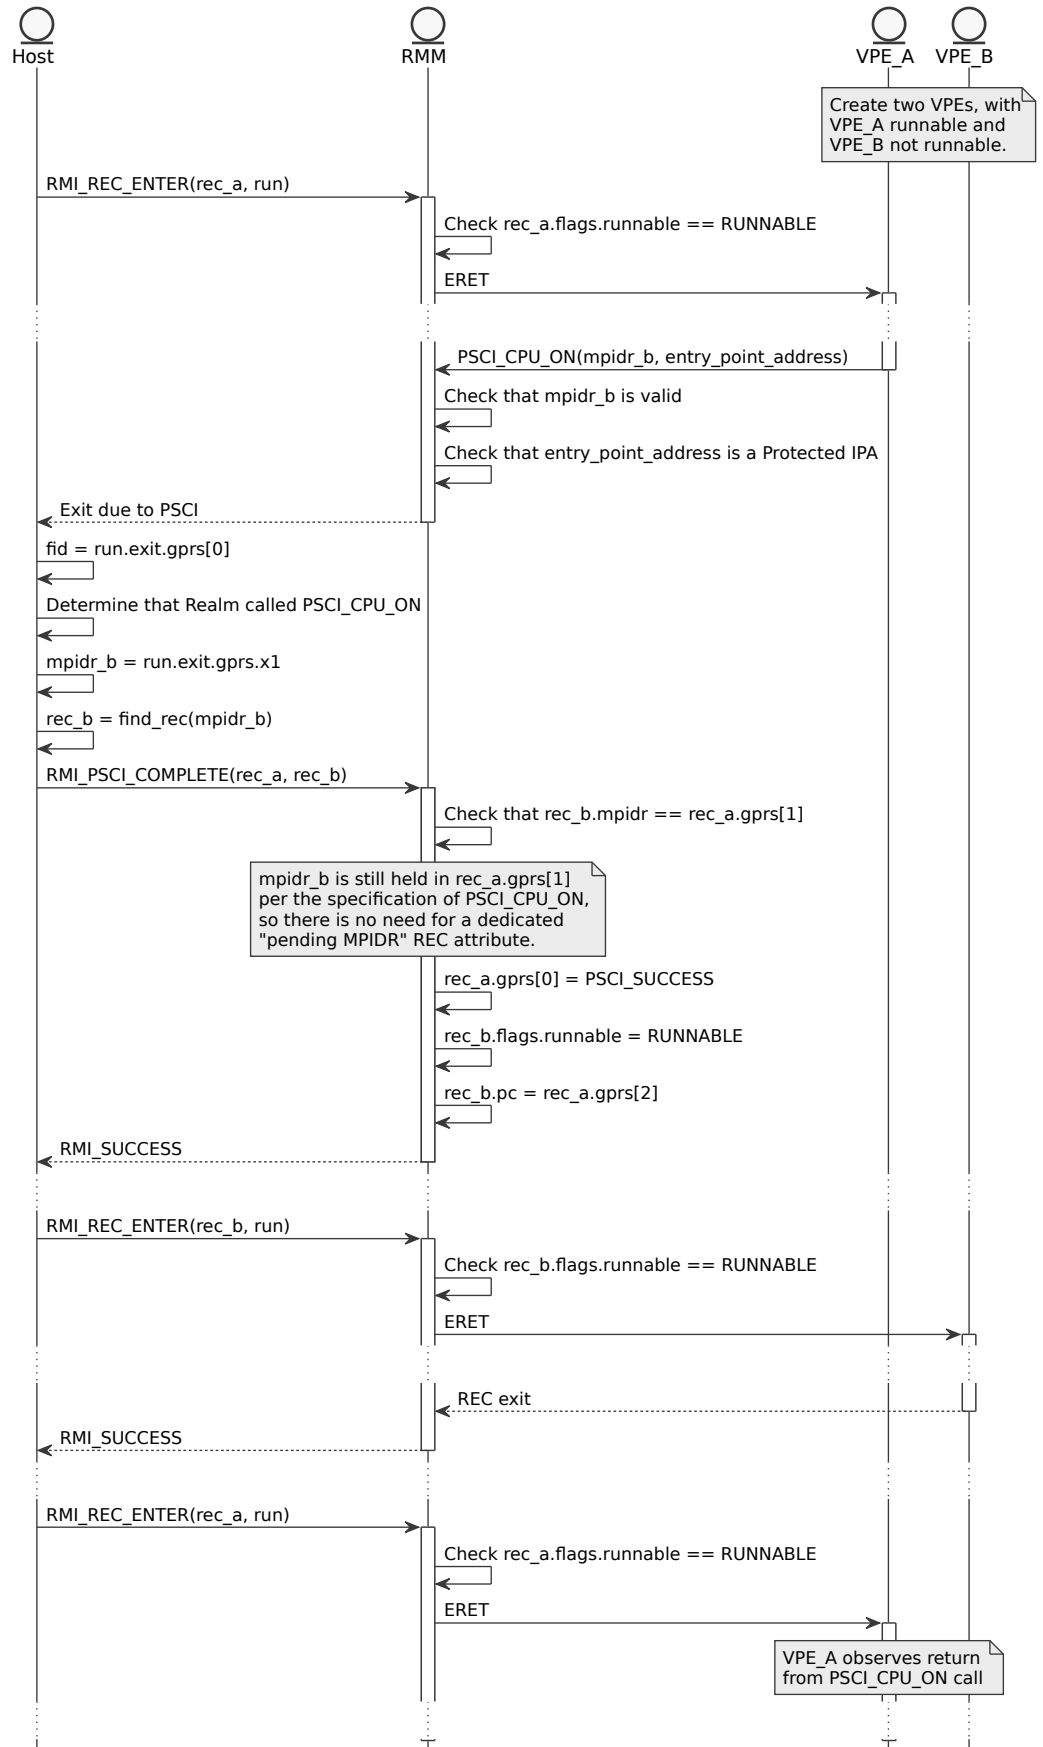 Host
RMM
VPE_A
VPE_B
Create two VPEs, with
VPE_A runnable and
VPE_B not runnable.
RMI_REC_ENTER(rec_a, run)
Check rec_a.flags.runnable == RUNNABLE
ERET
PSCI_CPU_ON(mpidr_b, entry_point_address)
Check that mpidr_b is valid
Check that entry_point_address is a Protected IPA
Exit due to PSCI
fid = run.exit.gprs[0]
Determine that Realm called PSCI_CPU_ON
mpidr_b = run.exit.gprs.x1
rec_b = find_rec(mpidr_b)
RMI_PSCI_COMPLETE(rec_a, rec_b)
Check that rec_b.mpidr == rec_a.gprs[1]
mpidr_b is still held in rec_a.gprs[1]
per the specification of PSCI_CPU_ON,
so there is no need for a dedicated
"pending MPIDR" REC attribute.
rec_a.gprs[0] = PSCI_SUCCESS
rec_b.flags.runnable = RUNNABLE
rec_b.pc = rec_a.gprs[2]
RMI_SUCCESS
RMI_REC_ENTER(rec_b, run)
Check rec_b.flags.runnable == RUNNABLE
ERET
REC exit
RMI_SUCCESS
RMI_REC_ENTER(rec_a, run)
Check rec_a.flags.runnable == RUNNABLE
ERET
VPE_A observes return
from PSCI_CPU_ON call